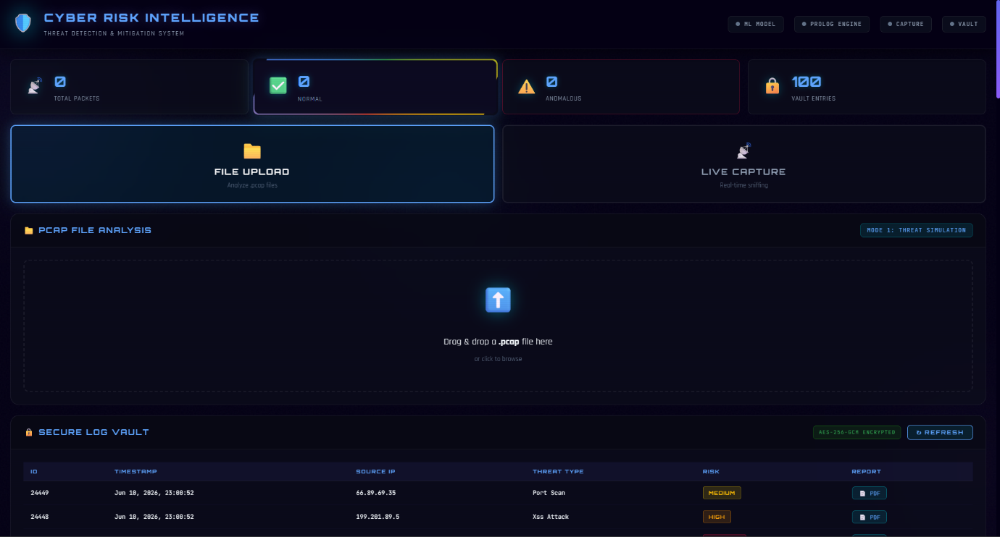 CYBER RISK INTELLIGENCE
THREAT DETECTION & MITIGATION SYSTEM
ML MODEL
PROLOG ENGINE
CAPTURE
VAULT
0
TOTAL PACKETS
0
NORMAL
0
ANOMALOUS
100
VAULT ENTRIES
FILE UPLOAD
Analyze .pcap files
LIVE CAPTURE
Real-time sniffing
PCAP FILE ANALYSIS
MODE 1: THREAT SIMULATION
Drag & drop a .pcap file here
or click to browse
SECURE LOG VAULT
AES-256-GCM ENCRYPTED
↻ REFRESH
ID TIMESTAMP SOURCE IP THREAT TYPE RISK REPORT
24449 Jun 10, 2026, 23:00:52 66.89.69.35 Port Scan MEDIUM PDF
24448 Jun 10, 2026, 23:00:52 199.201.89.5 Xss Attack HIGH PDF